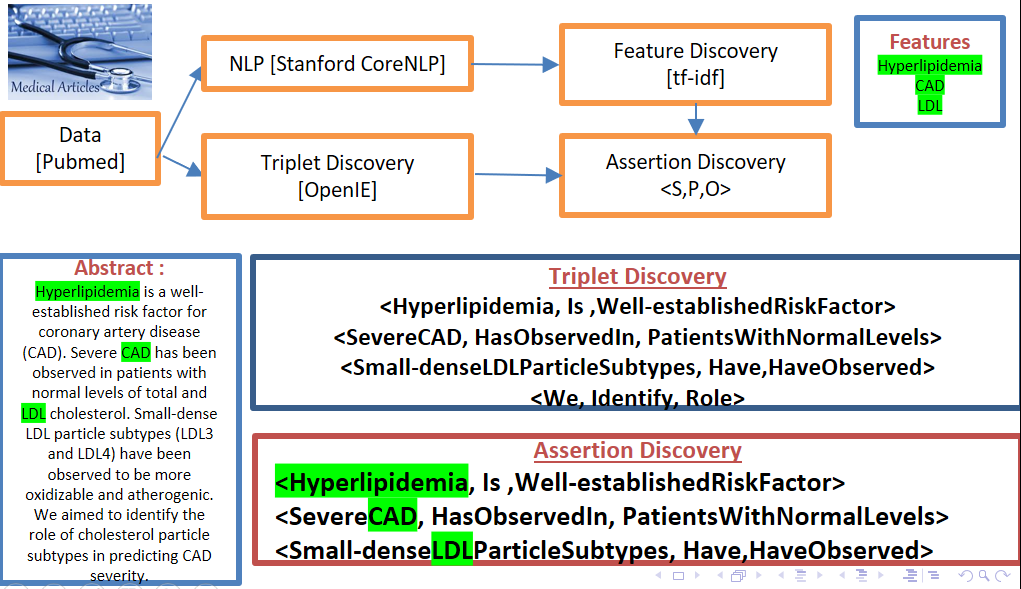 Medical Articles
NLP [Stanford CoreNLP]
Feature Discovery
[tf-idf]
Features
Hyperlipidemia
CAD
LDL
Data
[Pubmed]
Triplet Discovery
[OpenIE]
Assertion Discovery
<S,P,O>
Abstract :
Hyperlipidemia is a well-
established risk factor for
coronary artery disease
(CAD). Severe CAD has been
observed in patients with
normal levels of total and
LDL cholesterol. Small-dense
LDL particle subtypes (LDL3
and LDL4) have been
observed to be more
oxidizable and atherogenic.
We aimed to identify the
role of cholesterol particle
subtypes in predicting CAD
severity.
Triplet Discovery
<Hyperlipidemia, Is ,Well-establishedRiskFactor>
<SevereCAD, HasObservedIn, PatientsWithNormalLevels>
<Small-denseLDLParticleSubtypes, Have,HaveObserved>
<We, Identify, Role>
Assertion Discovery
<Hyperlipidemia, Is ,Well-establishedRiskFactor>
<SevereCAD, HasObservedIn, PatientsWithNormalLevels>
<Small-denseLDLParticleSubtypes, Have,HaveObserved>